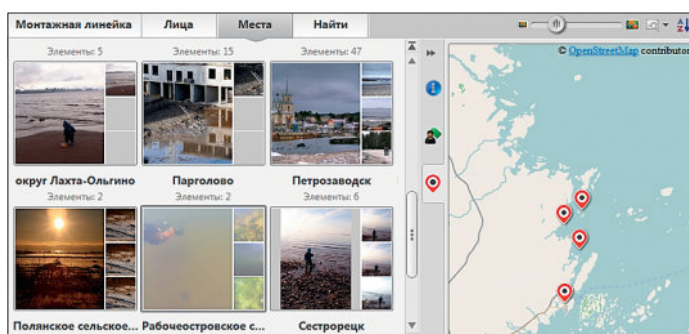 Монтажная линейка Лица Места Найти
© OpenStreetMap contributor
Элементы: 5 Элементы: 15 Элементы: 47
округ Лахта-Ольгино Парголово Петрозаводск
Элементы: 2 Элементы: 2 Элементы: 6
Полянское сельское... Рабочеостровское с... Сестрорецк